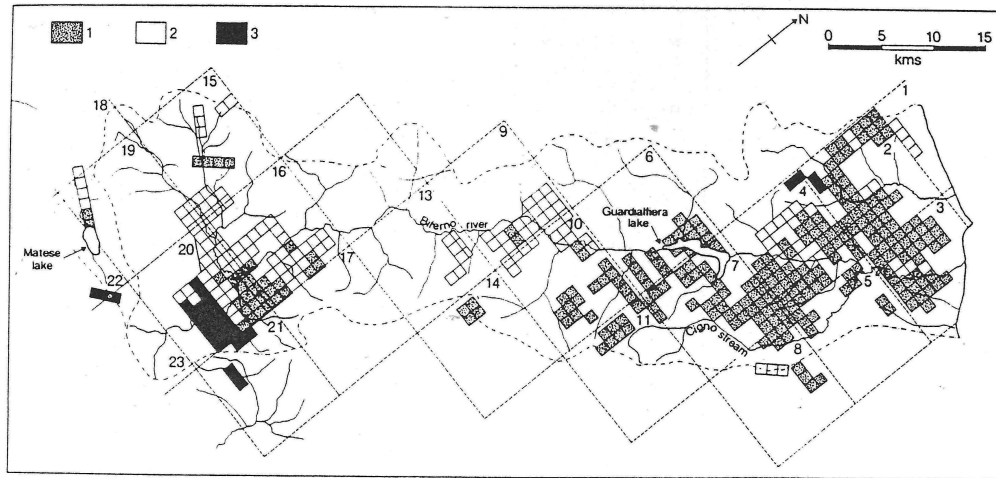 1
2
3
N
0 5 10 15
kms
15
18
1
9
19
6
2
16
13
4
3
Biferno river
10
Guardialfiera
lake
20
17
Matese
lake
7
14
5
22
21
11
Cigno stream
8
23